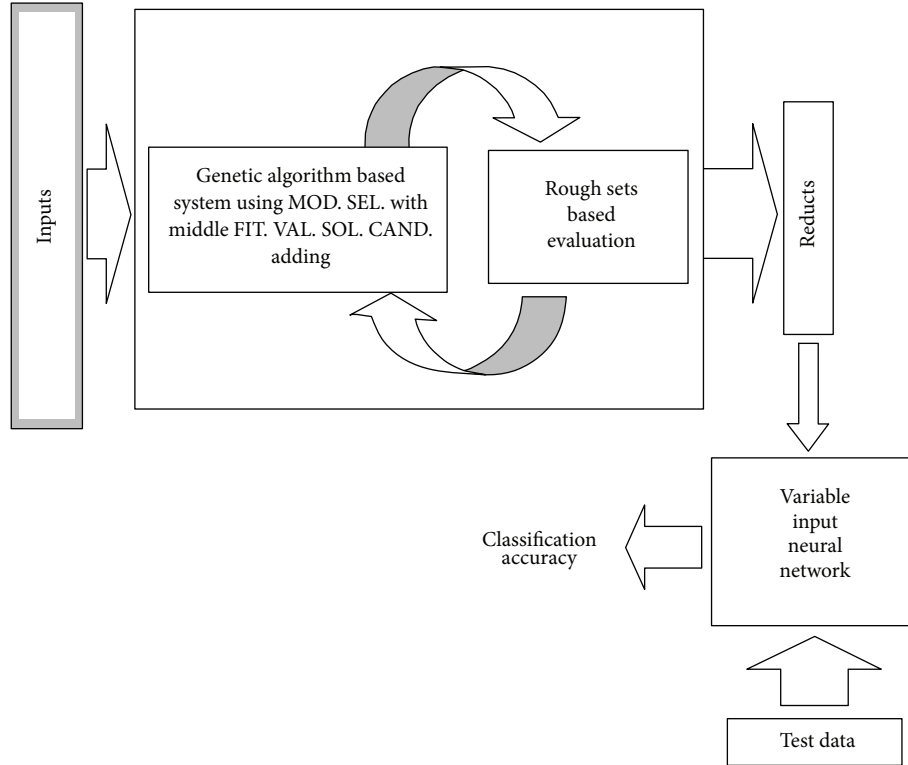 Inputs
Genetic algorithm based
system using MOD. SEL. with
middle FIT. VAL. SOL. CAND.
adding
Rough sets
based
evaluation
Reducts
Variable
input
neural
network
Classification
accuracy
Test data